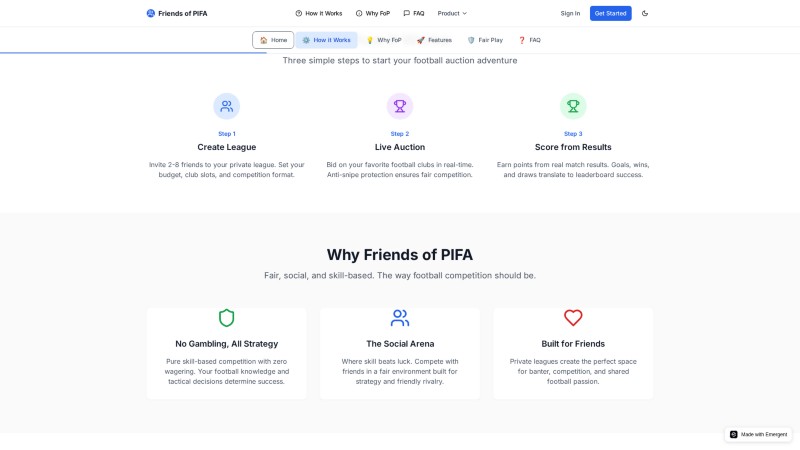 Friends of PIFA
How it Works
Why FoP
FAQ
Product
Sign In
Get Started
🏠 Home
⚙️ How it Works
💡 Why FoP
🚀 Features
🛡️ Fair Play
❓ FAQ
Three simple steps to start your football auction adventure
Step 1
Create League
Invite 2-8 friends to your private league. Set your
budget, club slots, and competition format.
Step 2
Live Auction
Bid on your favorite football clubs in real-time.
Anti-snipe protection ensures fair competition.
Step 3
Score from Results
Earn points from real match results. Goals, wins,
and draws translate to leaderboard success.
Why Friends of PIFA
Fair, social, and skill-based. The way football competition should be.
No Gambling, All Strategy
Pure skill-based competition with zero
wagering. Your football knowledge and
tactical decisions determine success.
The Social Arena
Where skill beats luck. Compete with
friends in a fair environment built for
strategy and friendly rivalry.
Built for Friends
Private leagues create the perfect space
for banter, competition, and shared
football passion.
Made with Emergent